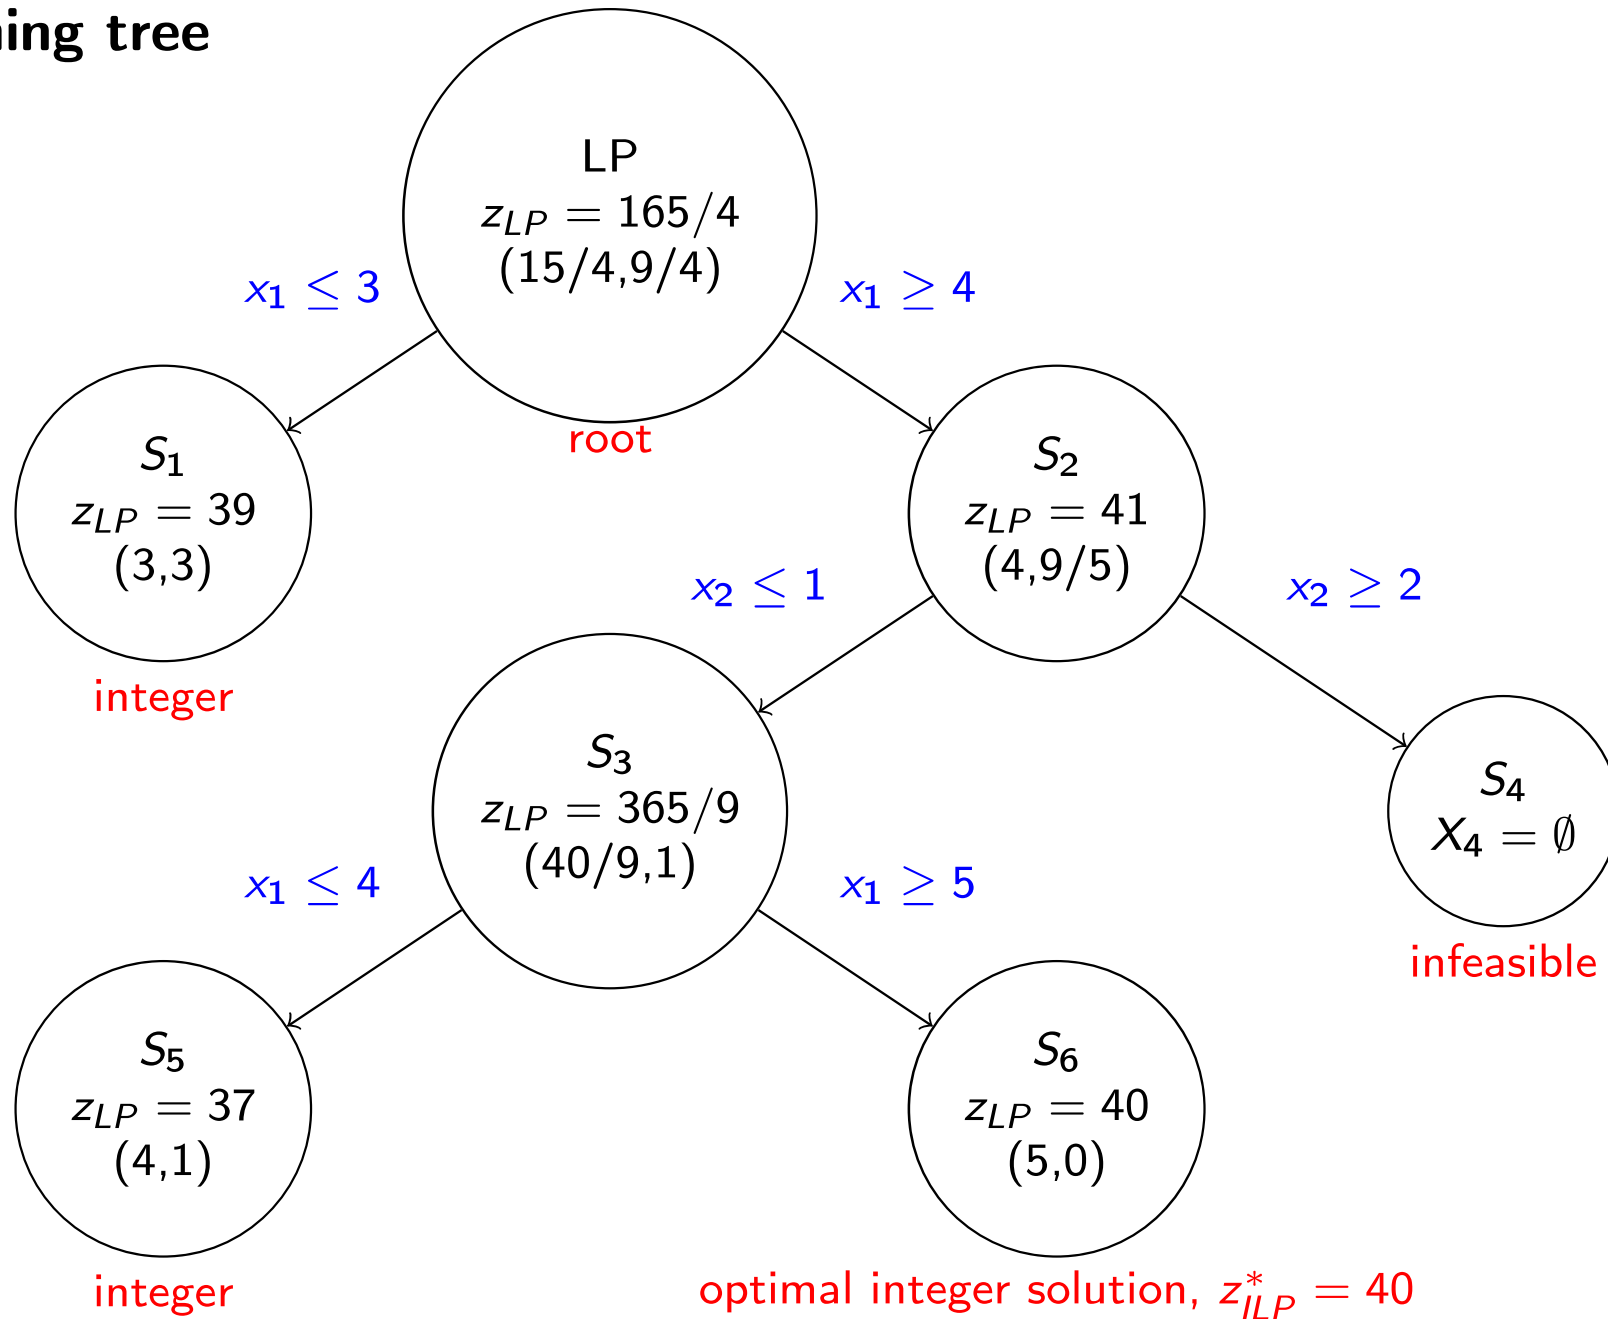 tree
LP
z_LP = 165/4
(15/4,9/4)
x₁ ≤ 3
x₁ ≥ 4
root
S₁
z_LP = 39
(3,3)
integer
S₂
z_LP = 41
(4,9/5)
x₂ ≤ 1
x₂ ≥ 2
S₃
z_LP = 365/9
(40/9,1)
S₄
X₄ = ∅
infeasible
x₁ ≤ 4
x₁ ≥ 5
S₅
z_LP = 37
(4,1)
integer
S₆
z_LP = 40
(5,0)
optimal integer solution, z*_ILP = 40